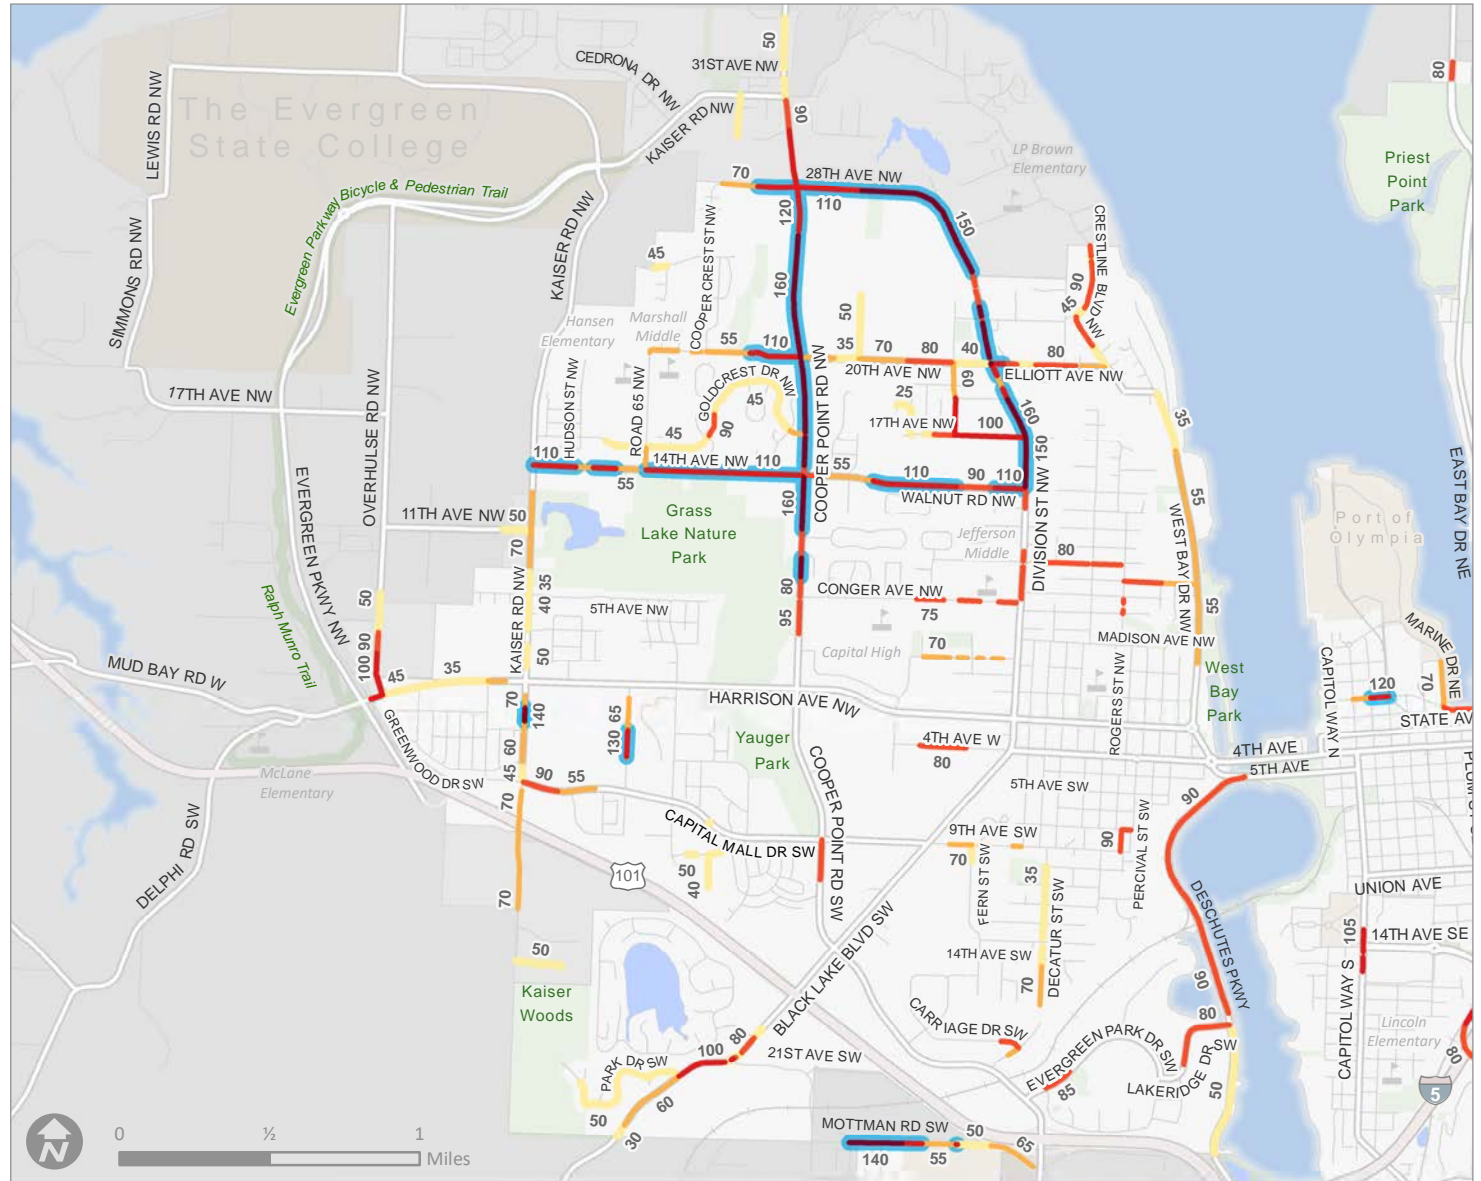 50
CEDRONA DR NW
31ST AVE NW
80
LEWIS RD NW
The Evergreen
State College
KAISER RD NW
90
LP Brown
Elementary
Priest
Point
Park
Evergreen Parkway Bicycle & Pedestrian Trail
70
28TH AVE NW
110
120
150
SIMMONS RD NW
KAISER RD NW
COOPER CREST ST NW
CRESTLINE BLVD NW
90
45
45
160
50
Hansen
Elementary
Marshall
Middle
55
110
35
70
80
40
80
20TH AVE NW
ELLIOTT AVE NW
17TH AVE NW
OVERHULSE RD NW
HUDSON ST NW
ROAD 65 NW
GOLDCREST DR NW
45
COOPER POINT RD NW
25
60
160
35
17TH AVE NW
100
45
90
150
110
14TH AVE NW
110
55
110
90
110
55
WALNUT RD NW
EVERGREEN PKWY NW
11TH AVE NW
50
160
Grass
Lake Nature
Park
Jefferson
Middle
DIVISION ST NW
55
WEST BAY DR NW
Port of
Olympia
EAST BAY DR NE
70
80
Ralph Munro Trail
50
KAISER RD NW
35
40
5TH AVE NW
80
95
CONGER AVE NW
75
55
90
100
50
Capital High
70
MADISON AVE NW
MARINE DR NE
MUD BAY RD W
45
35
HARRISON AVE NW
ROGERS ST NW
West
Bay
Park
CAPITOL WAY N
120
70
STATE AV
70
140
65
130
GREENWOOD DR SW
60
45
Yauger
Park
4TH AVE W
80
4TH AVE
5TH AVE
PLUM S
McLane
Elementary
90
55
70
COOPER POINT RD SW
5TH AVE SW
90
DELPHI RD SW
CAPITAL MALL DR SW
9TH AVE SW
70
90
PERCIVAL ST SW
101
50
40
FERN ST SW
35
DECATUR ST SW
UNION AVE
70
DESCHUTES PKWY
BLACK LAKE BLVD SW
14TH AVE SW
105
14TH AVE SE
50
70
90
Kaiser
Woods
CARRIAGE DR SW
80
CAPITOL WAY S
Lincoln
Elementary
80
80
100
21ST AVE SW
EVERGREEN PARK DR SW
PARK DR SW
LAKERIDGE DR SW
85
50
60
50
5
30
MOTTMAN RD SW
50
65
140
55
N
0
½
1
Miles